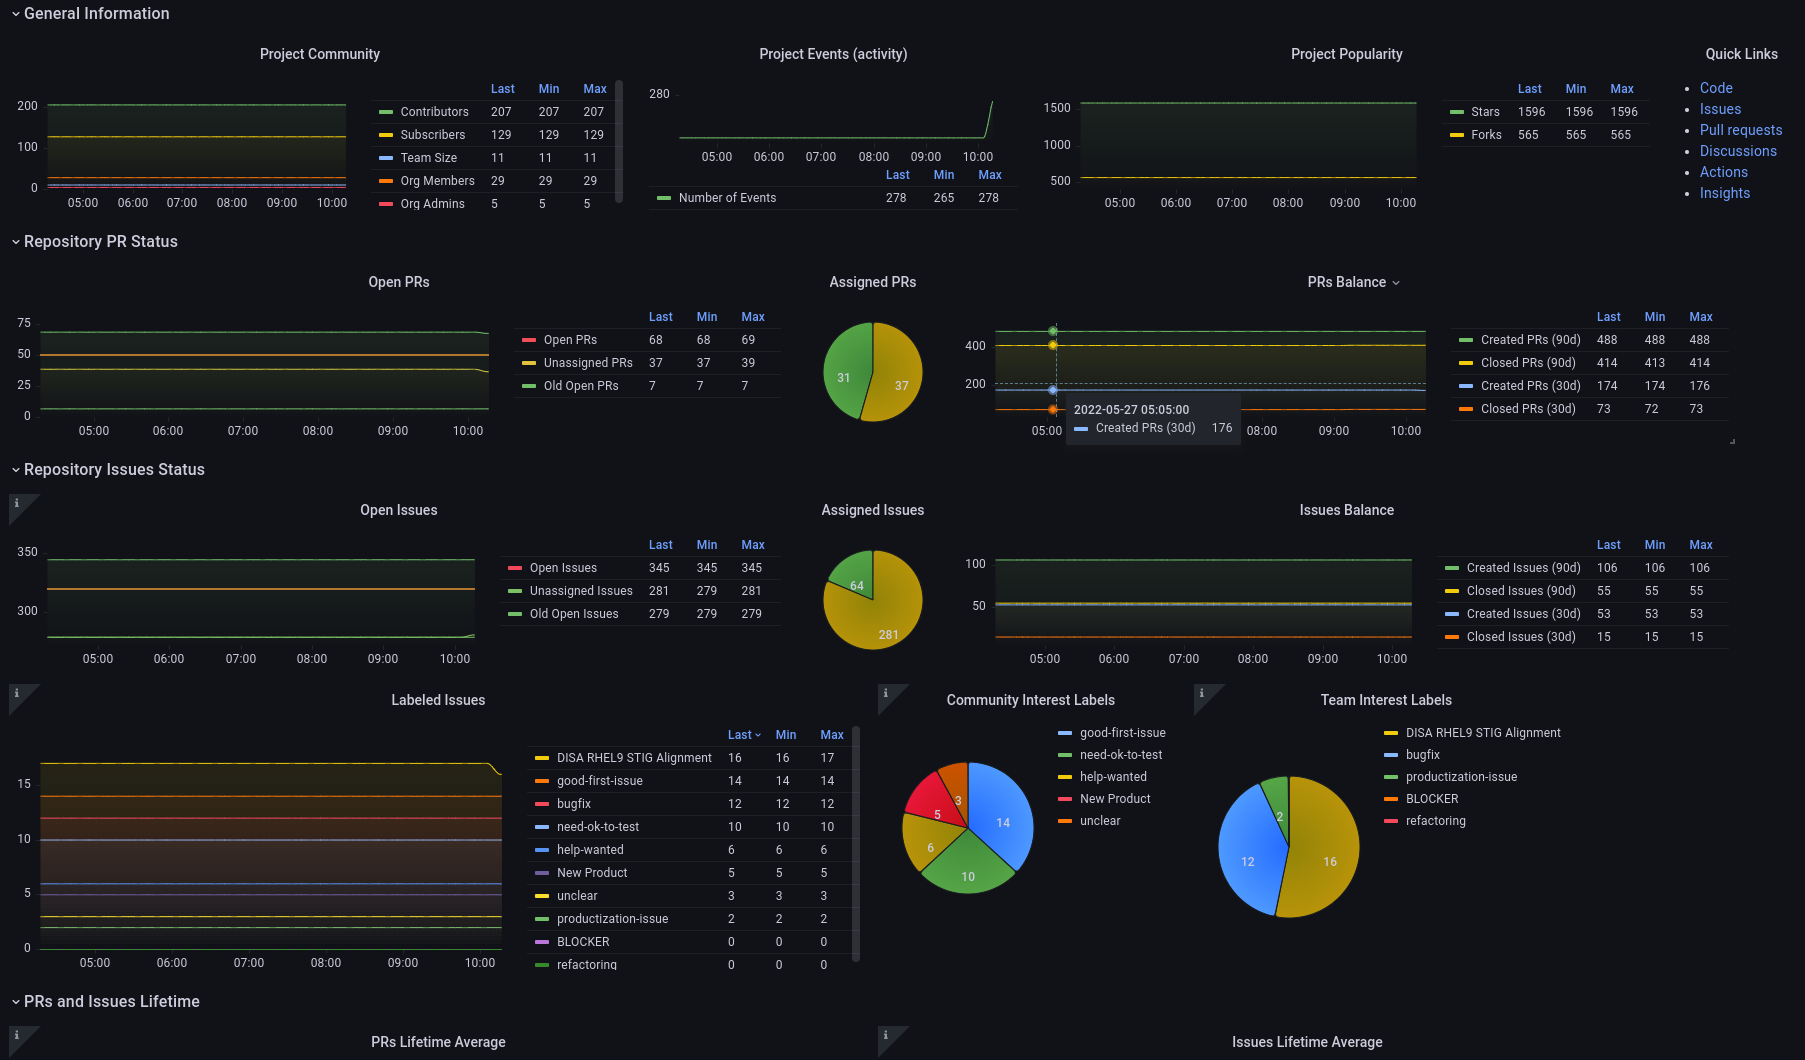 General Information
Project Community
200
100
0
05:00 06:00 07:00 08:00 09:00 10:00
Last Min Max
Contributors 207 207 207
Subscribers 129 129 129
Team Size 11 11 11
Org Members 29 29 29
Org Admins 5 5 5
Project Events (activity)
280
05:00 06:00 07:00 08:00 09:00 10:00
Last Min Max
Number of Events 278 265 278
Project Popularity
1500
1000
500
05:00 06:00 07:00 08:00 09:00 10:00
Last Min Max
Stars 1596 1596 1596
Forks 565 565 565
Quick Links
Code
Issues
Pull requests
Discussions
Actions
Insights
Repository PR Status
Open PRs
75
50
25
0
05:00 06:00 07:00 08:00 09:00 10:00
Last Min Max
Open PRs 68 68 69
Unassigned PRs 37 37 39
Old Open PRs 7 7 7
Assigned PRs
31
37
PRs Balance
400
200
05:00 08:00 09:00 10:00
2022-05-27 05:05:00
Created PRs (30d) 176
Last Min Max
Created PRs (90d) 488 488 488
Closed PRs (90d) 414 413 414
Created PRs (30d) 174 174 176
Closed PRs (30d) 73 72 73
Repository Issues Status
Open Issues
350
300
05:00 06:00 07:00 08:00 09:00 10:00
Last Min Max
Open Issues 345 345 345
Unassigned Issues 281 279 281
Old Open Issues 279 279 279
Assigned Issues
64
281
Issues Balance
100
50
05:00 06:00 07:00 08:00 09:00 10:00
Last Min Max
Created Issues (90d) 106 106 106
Closed Issues (90d) 55 55 55
Created Issues (30d) 53 53 53
Closed Issues (30d) 15 15 15
Labeled Issues
15
10
5
0
05:00 06:00 07:00 08:00 09:00 10:00
Last Min Max
DISA RHEL9 STIG Alignment 16 16 17
good-first-issue 14 14 14
bugfix 12 12 12
need-ok-to-test 10 10 10
help-wanted 6 6 6
New Product 5 5 5
unclear 3 3 3
productization-issue 2 2 2
BLOCKER 0 0 0
refactoring 0 0 0
Community Interest Labels
3
5
14
6
10
good-first-issue
need-ok-to-test
help-wanted
New Product
unclear
Team Interest Labels
2
12
16
DISA RHEL9 STIG Alignment
bugfix
productization-issue
BLOCKER
refactoring
PRs and Issues Lifetime
PRs Lifetime Average
Issues Lifetime Average